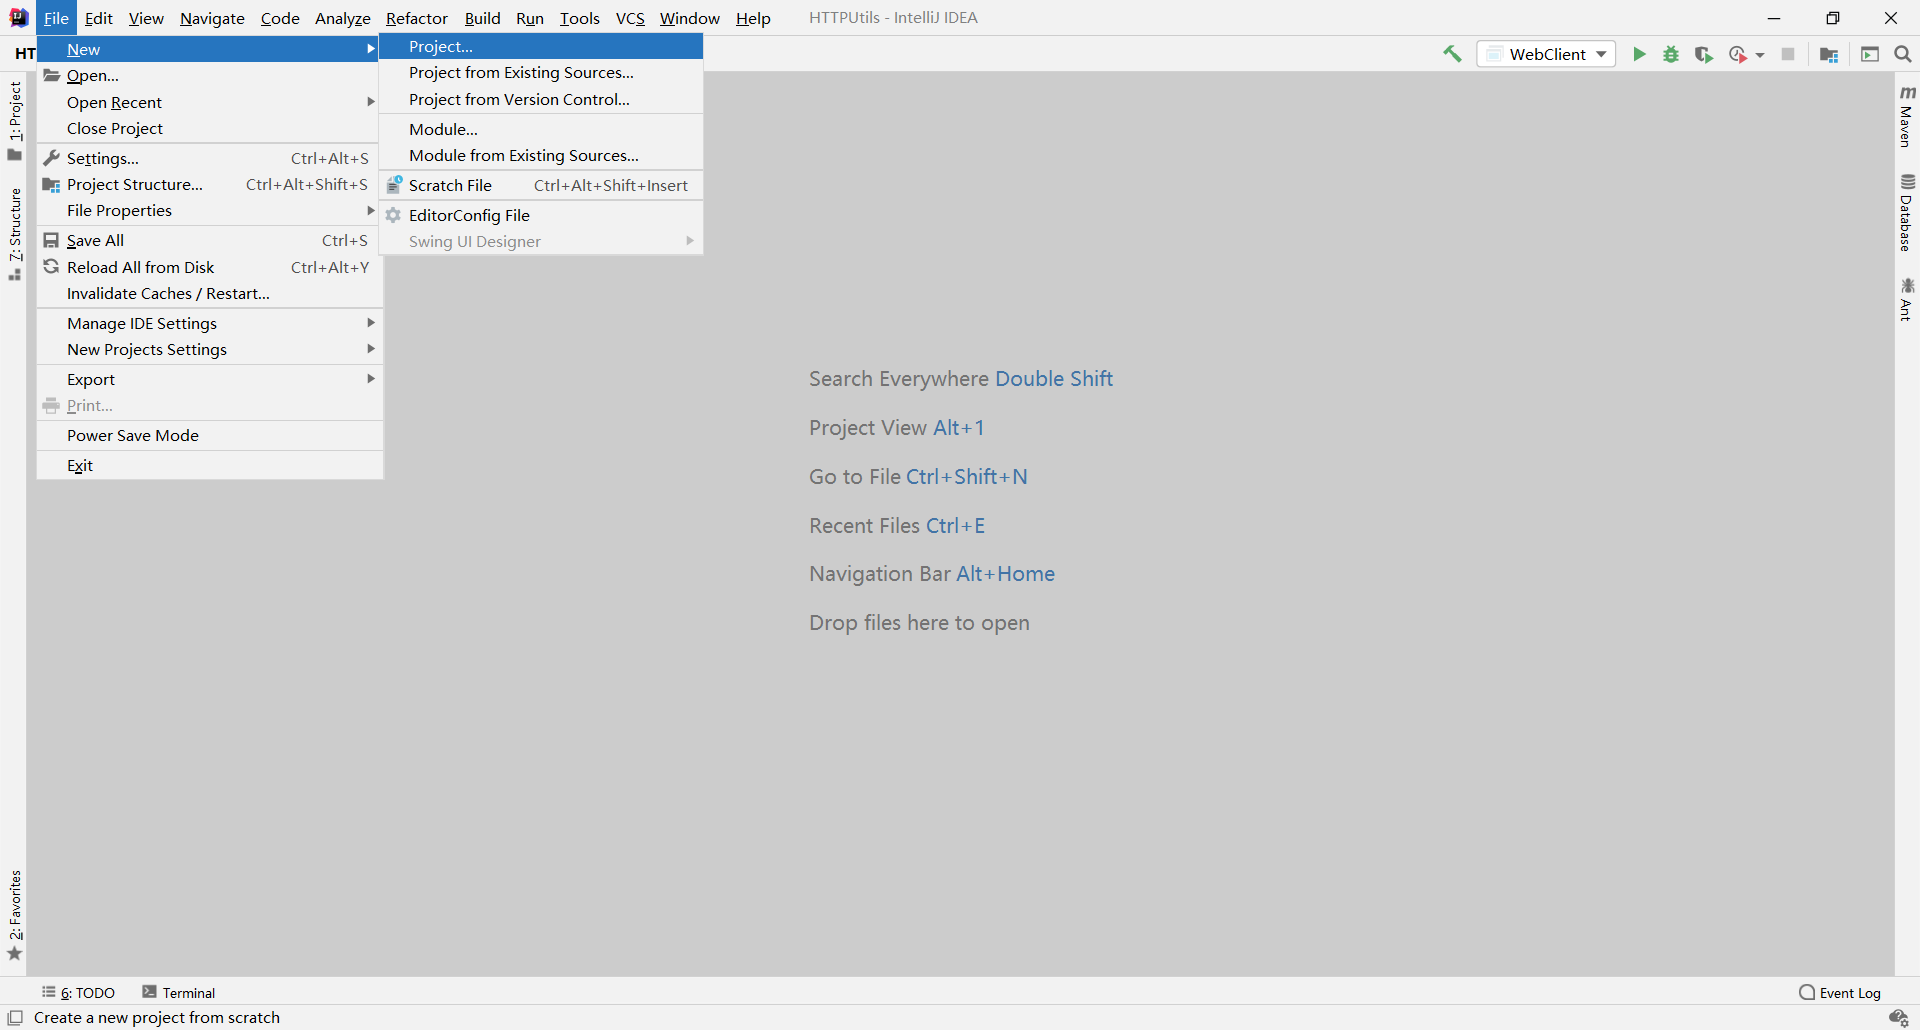 File Edit View Navigate Code Analyze Refactor Build Run Tools VCS Window Help HTTPUtils - IntelliJ IDEA
HT
WebClient
New
Open...
Open Recent
Close Project
Settings... Ctrl+Alt+S
Project Structure... Ctrl+Alt+Shift+S
File Properties
Save All Ctrl+S
Reload All from Disk Ctrl+Alt+Y
Invalidate Caches / Restart...
Manage IDE Settings
New Projects Settings
Export
Print...
Power Save Mode
Exit
Project...
Project from Existing Sources...
Project from Version Control...
Module...
Module from Existing Sources...
Scratch File Ctrl+Alt+Shift+Insert
EditorConfig File
Swing UI Designer
1: Project
7: Structure
2: Favorites
Search Everywhere Double Shift
Project View Alt+1
Go to File Ctrl+Shift+N
Recent Files Ctrl+E
Navigation Bar Alt+Home
Drop files here to open
m
Maven
Database
Ant
6: TODO Terminal Event Log
Create a new project from scratch